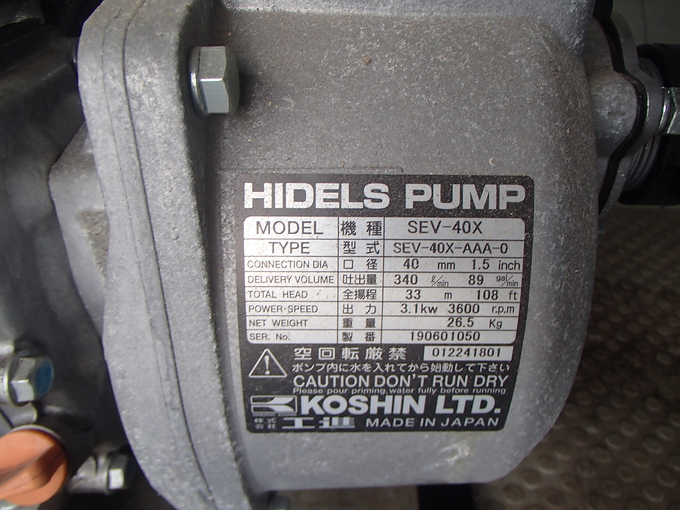 HIDELS PUMP
MODEL 機種 SEV-40X
TYPE 型式 SEV-40X-AAA-0
CONNECTION DIA 口径 40 mm 1.5 inch
DELIVERY VOLUME 吐出量 340 ℓ/min 89 gal/min
TOTAL HEAD 全揚程 33 m 108 ft
POWER・SPEED 出力 3.1kw 3600 r.p.m
NET WEIGHT 重量 26.5 Kg
SER. No. 製番 190601050
空回転厳禁 012241801
ポンプ内に水を入れてから始動して下さい
CAUTION DON'T RUN DRY
Please pour priming,water fully before running
KOSHIN LTD.
株式会社 工進 MADE IN JAPAN